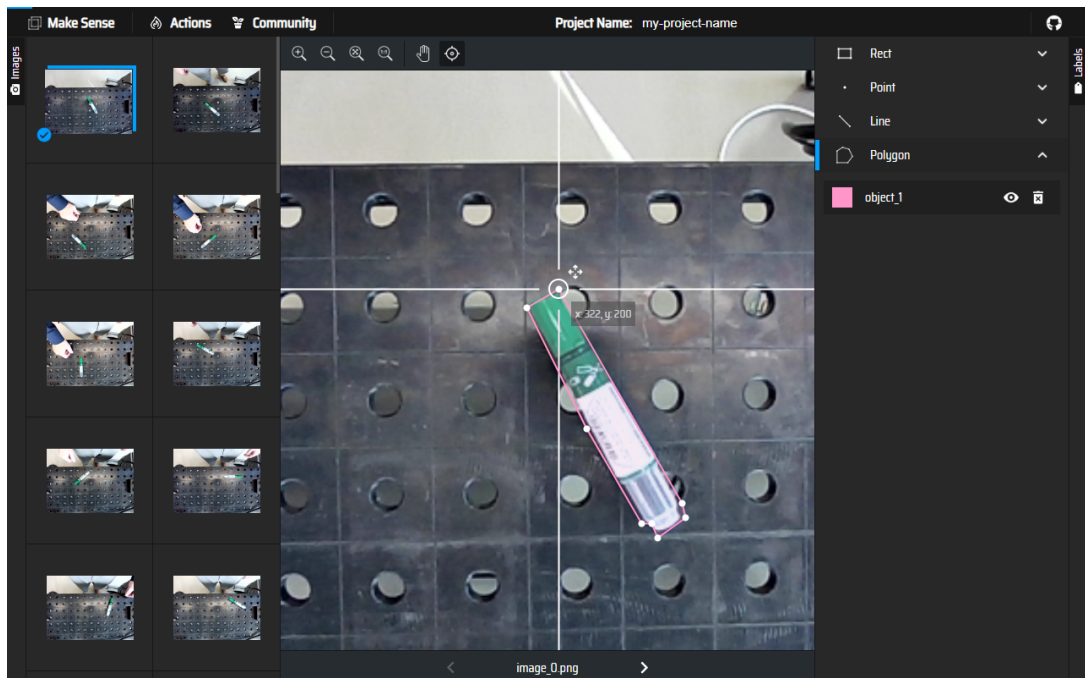 Make Sense
Actions
Community
Project Name: my-project-name
Images
Labels
Rect
Point
Line
Polygon
object_1
x: 322, y: 200
image_0.png